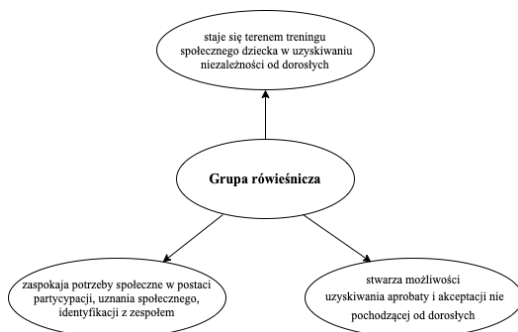 staje się terenem treningu
społecznego dziecka w uzyskiwaniu
niezależności od dorosłych
Grupa rówieśnicza
zaspokaja potrzeby społeczne w postaci
partycypacji, uznania społecznego,
identyfikacji z zespołem
stwarza możliwości
uzyskiwania aprobaty i akceptacji nie
pochodzącej od dorosłych